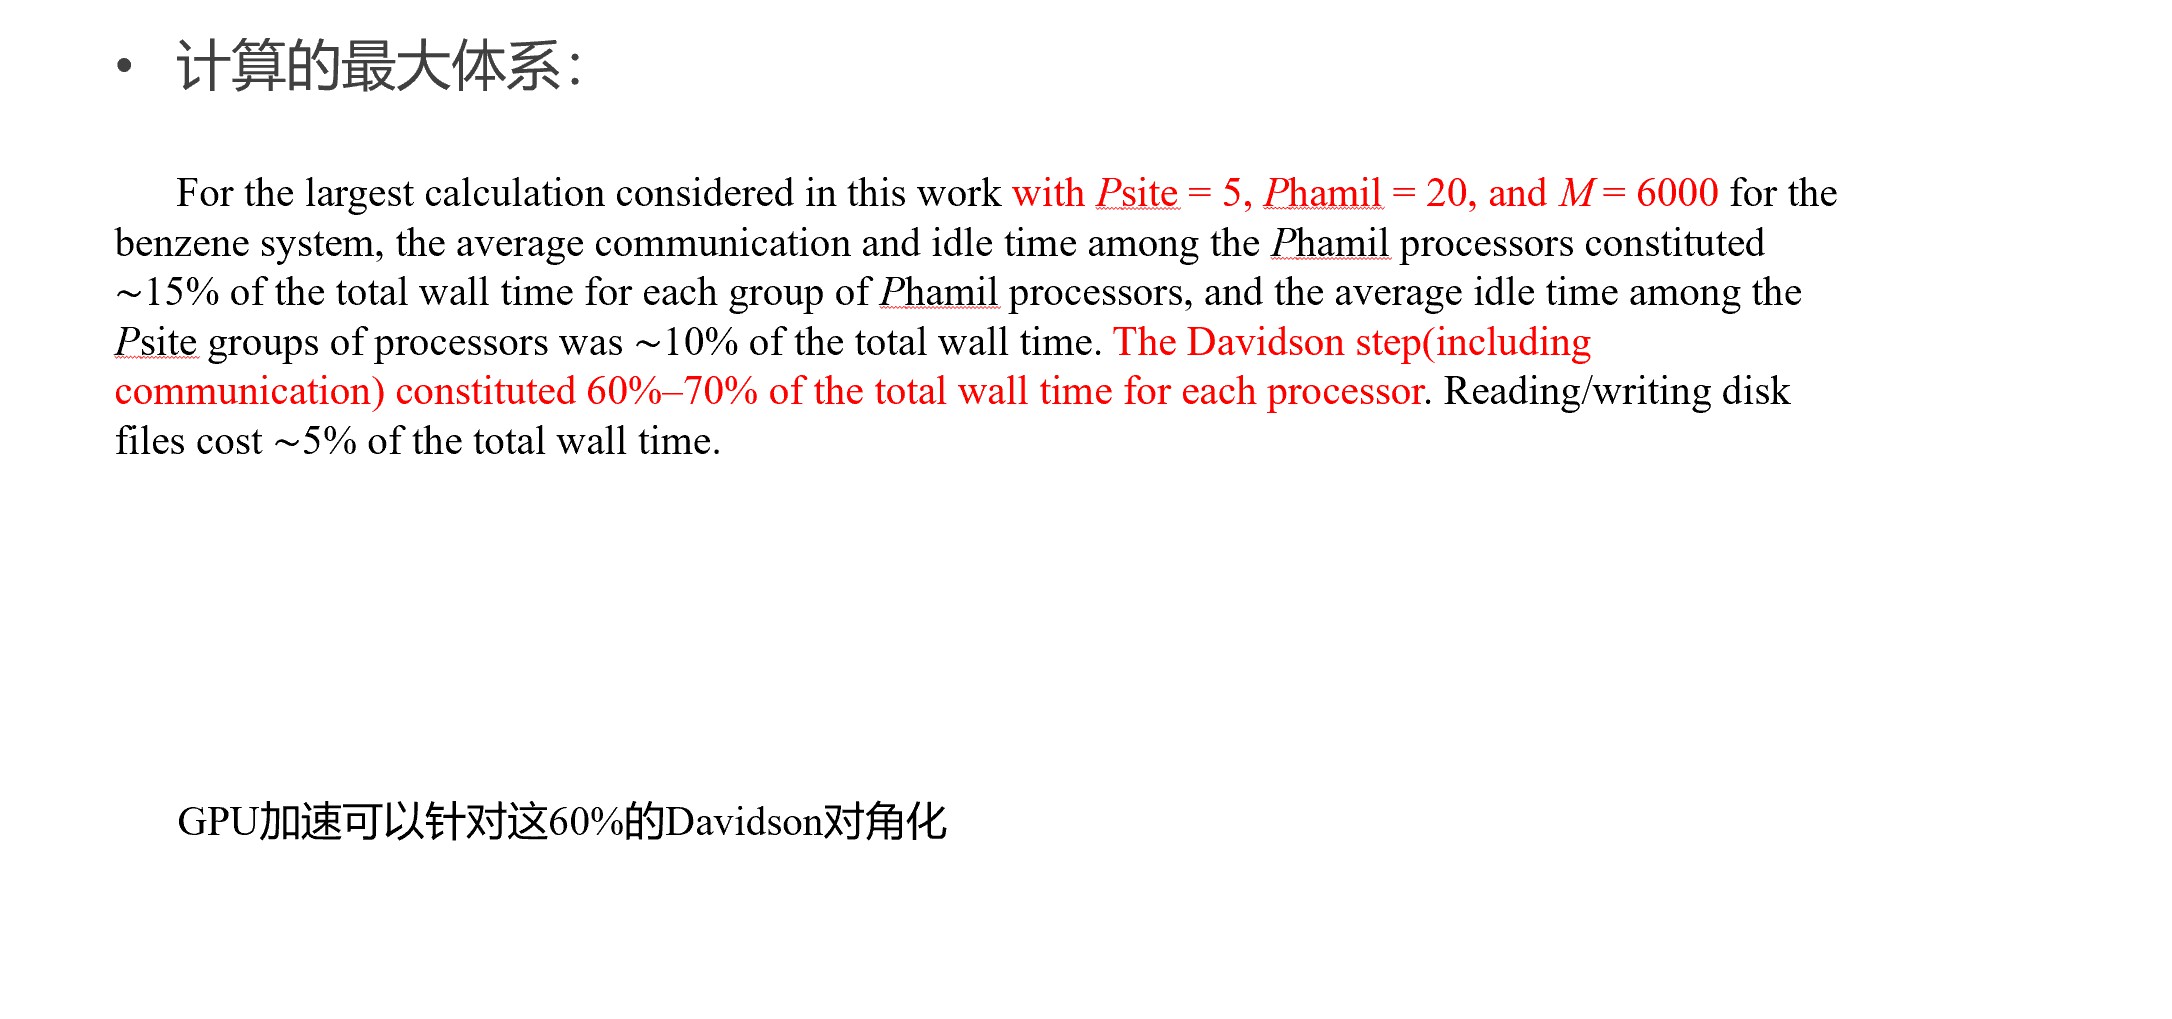 • 计算的最大体系：
For the largest calculation considered in this work with Psite = 5, Phamil = 20, and M = 6000 for the
benzene system, the average communication and idle time among the Phamil processors constituted
~15% of the total wall time for each group of Phamil processors, and the average idle time among the
Psite groups of processors was ~10% of the total wall time. The Davidson step(including
communication) constituted 60%–70% of the total wall time for each processor. Reading/writing disk
files cost ~5% of the total wall time.
GPU加速可以针对这60%的Davidson对角化